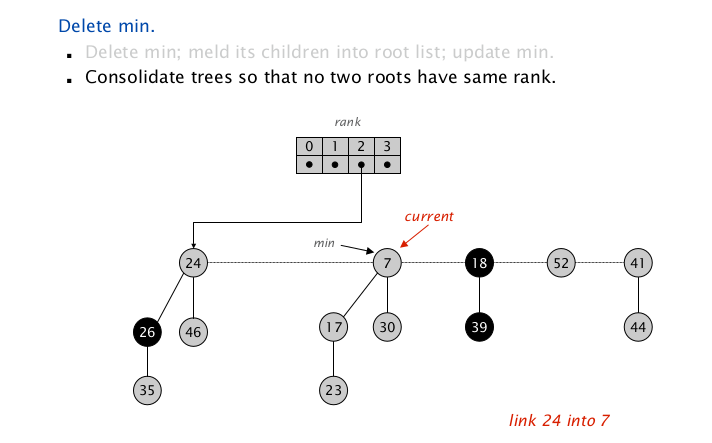 Delete min.
▪ Delete min; meld its children into root list; update min.
▪ Consolidate trees so that no two roots have same rank.
rank
0 1 2 3
current
min
24 7 18 52 41
26 46 17 30 39 44
35 23
link 24 into 7